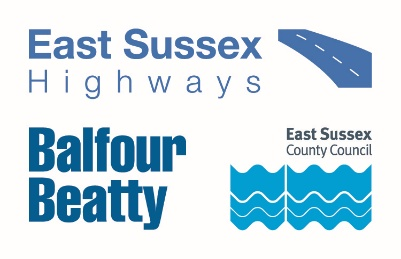 East Sussex
Highways
Balfour
Beatty
East Sussex
County Council